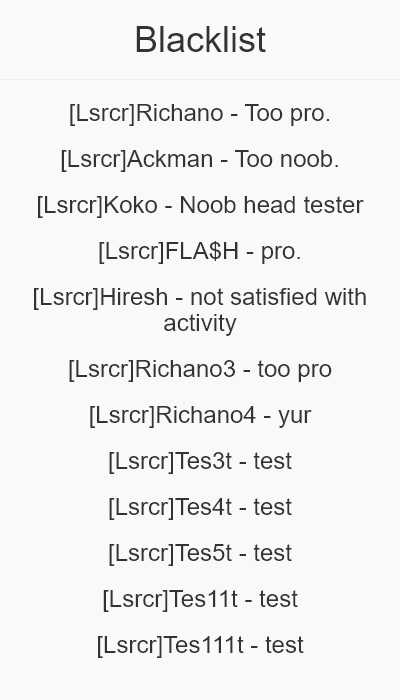 Blacklist
[Lsrcr]Richano - Too pro.
[Lsrcr]Ackman - Too noob.
[Lsrcr]Koko - Noob head tester
[Lsrcr]FLA$H - pro.
[Lsrcr]Hiresh - not satisfied with
activity
[Lsrcr]Richano3 - too pro
[Lsrcr]Richano4 - yur
[Lsrcr]Tes3t - test
[Lsrcr]Tes4t - test
[Lsrcr]Tes5t - test
[Lsrcr]Tes11t - test
[Lsrcr]Tes111t - test